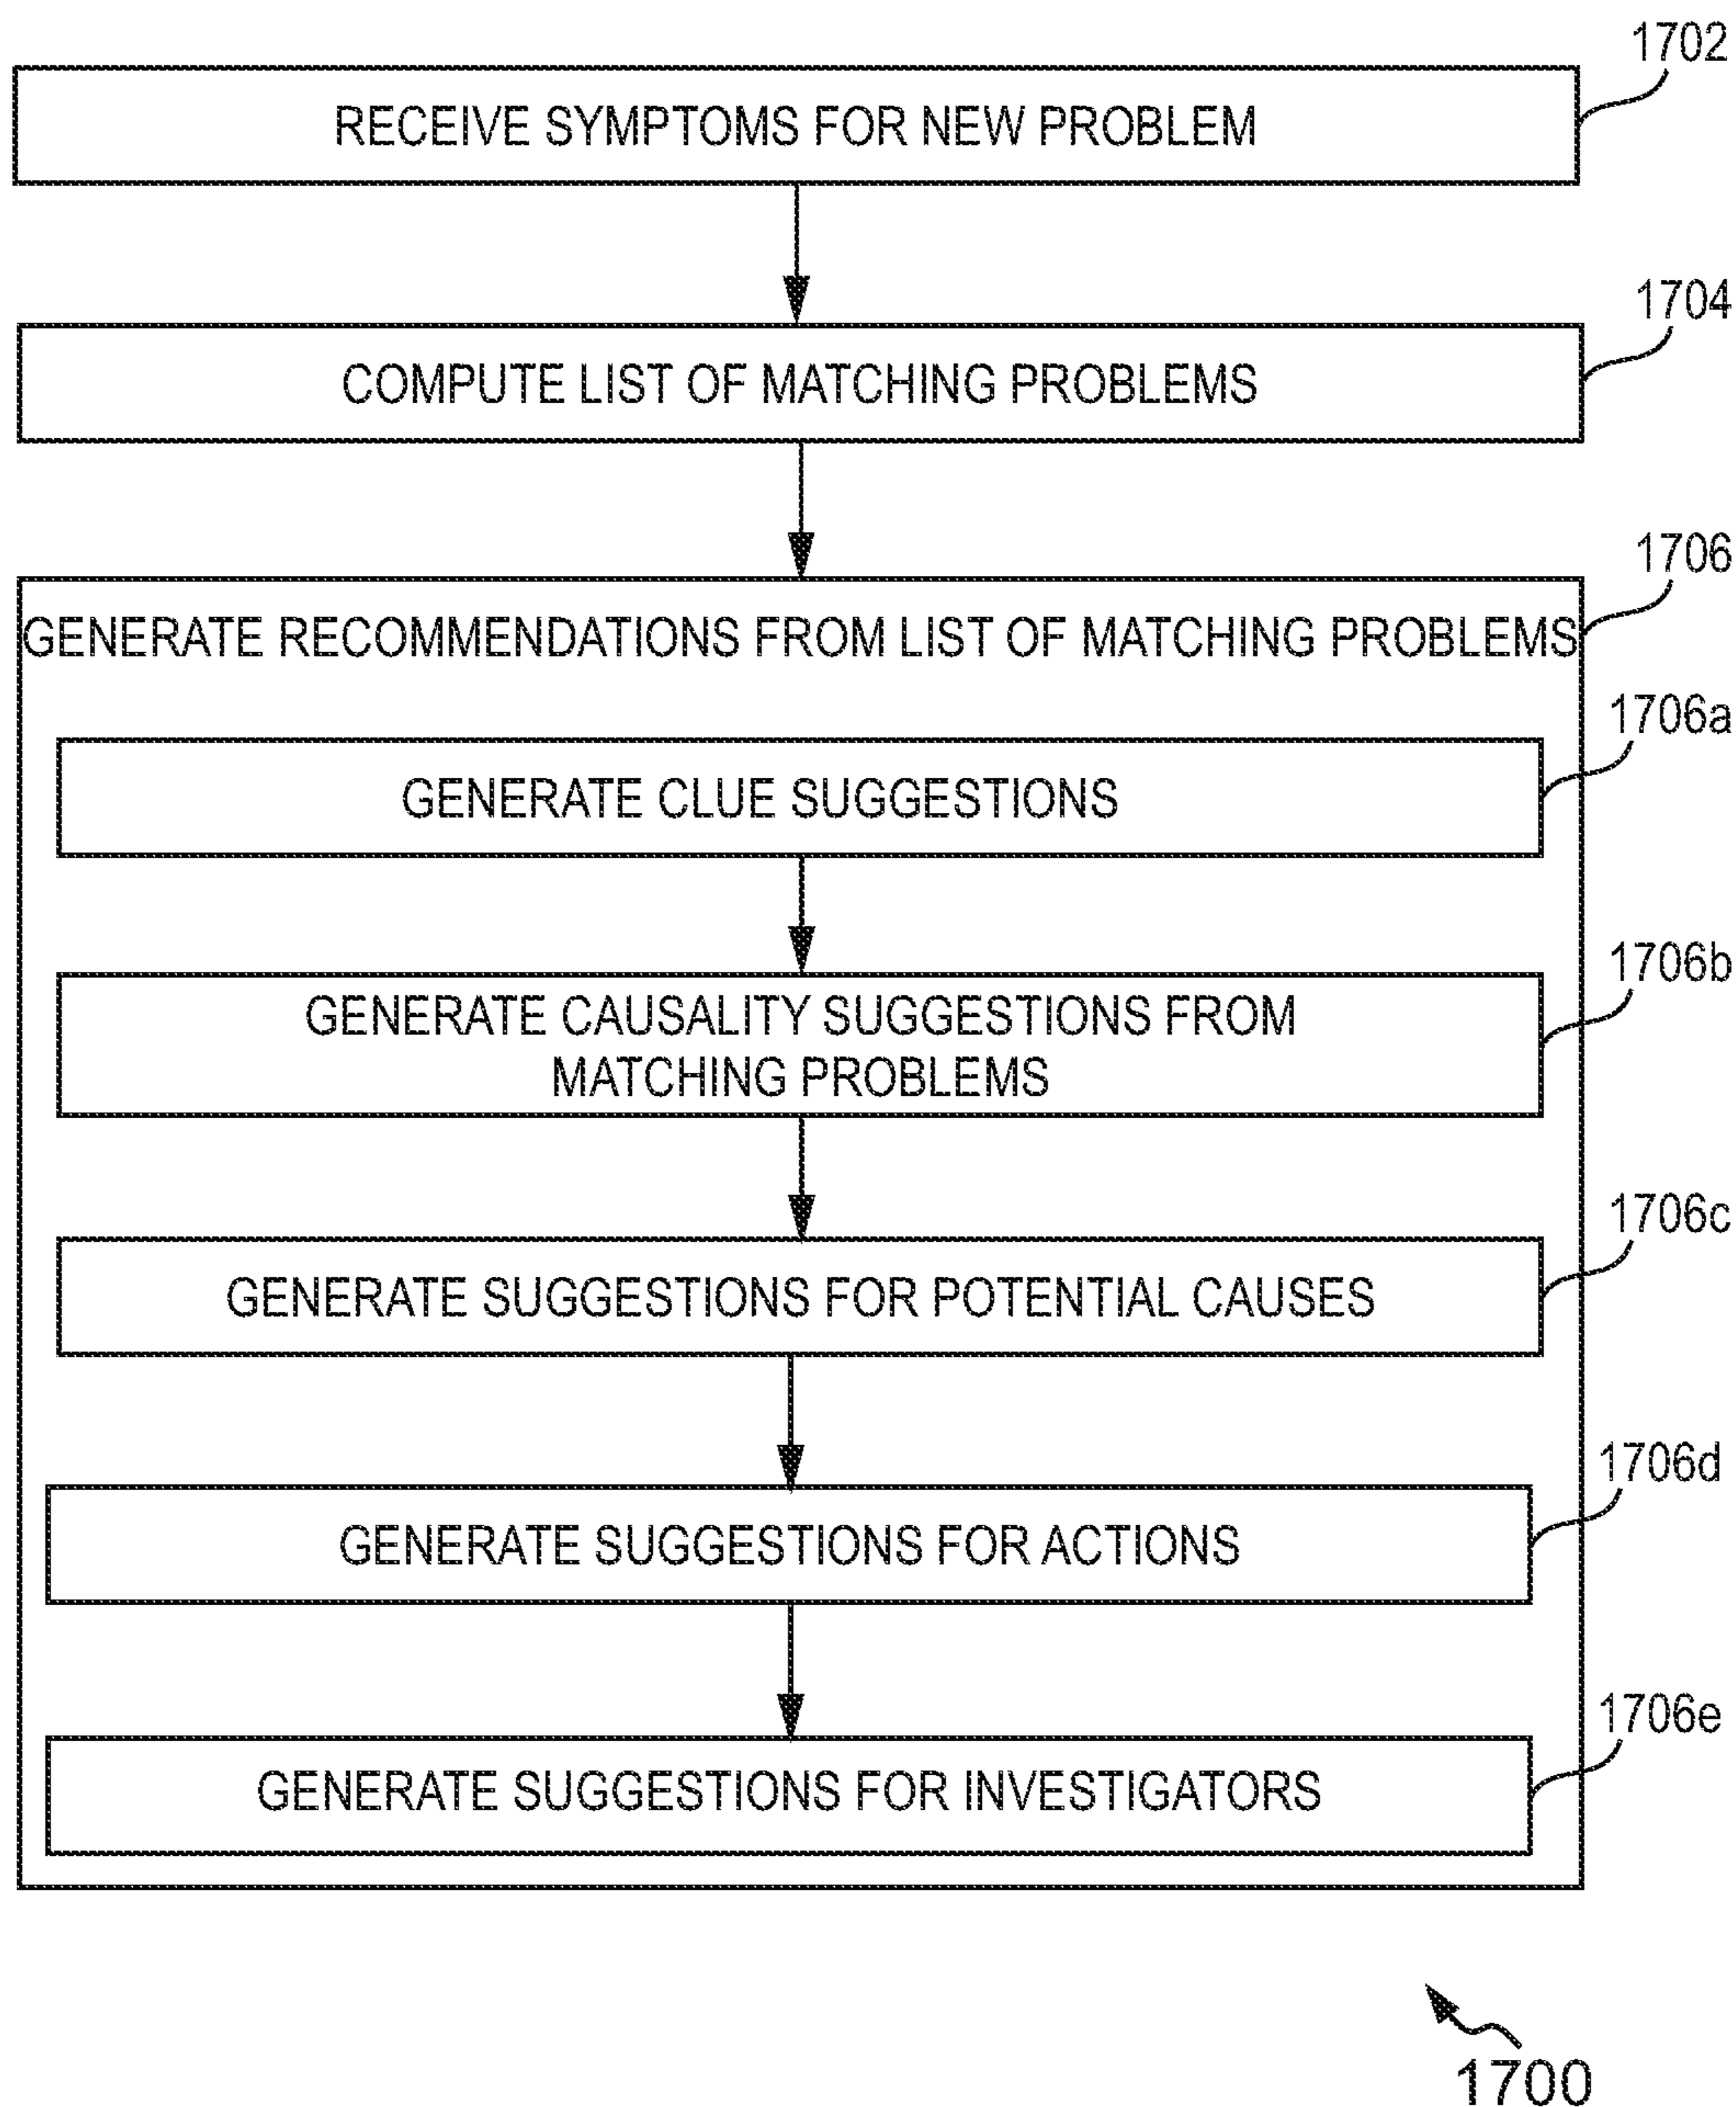 1702
RECEIVE SYMPTOMS FOR NEW PROBLEM
1704
COMPUTE LIST OF MATCHING PROBLEMS
1706
GENERATE RECOMMENDATIONS FROM LIST OF MATCHING PROBLEMS
1706a
GENERATE CLUE SUGGESTIONS
1706b
GENERATE CAUSALITY SUGGESTIONS FROM
MATCHING PROBLEMS
1706c
GENERATE SUGGESTIONS FOR POTENTIAL CAUSES
1706d
GENERATE SUGGESTIONS FOR ACTIONS
1706e
GENERATE SUGGESTIONS FOR INVESTIGATORS
1700